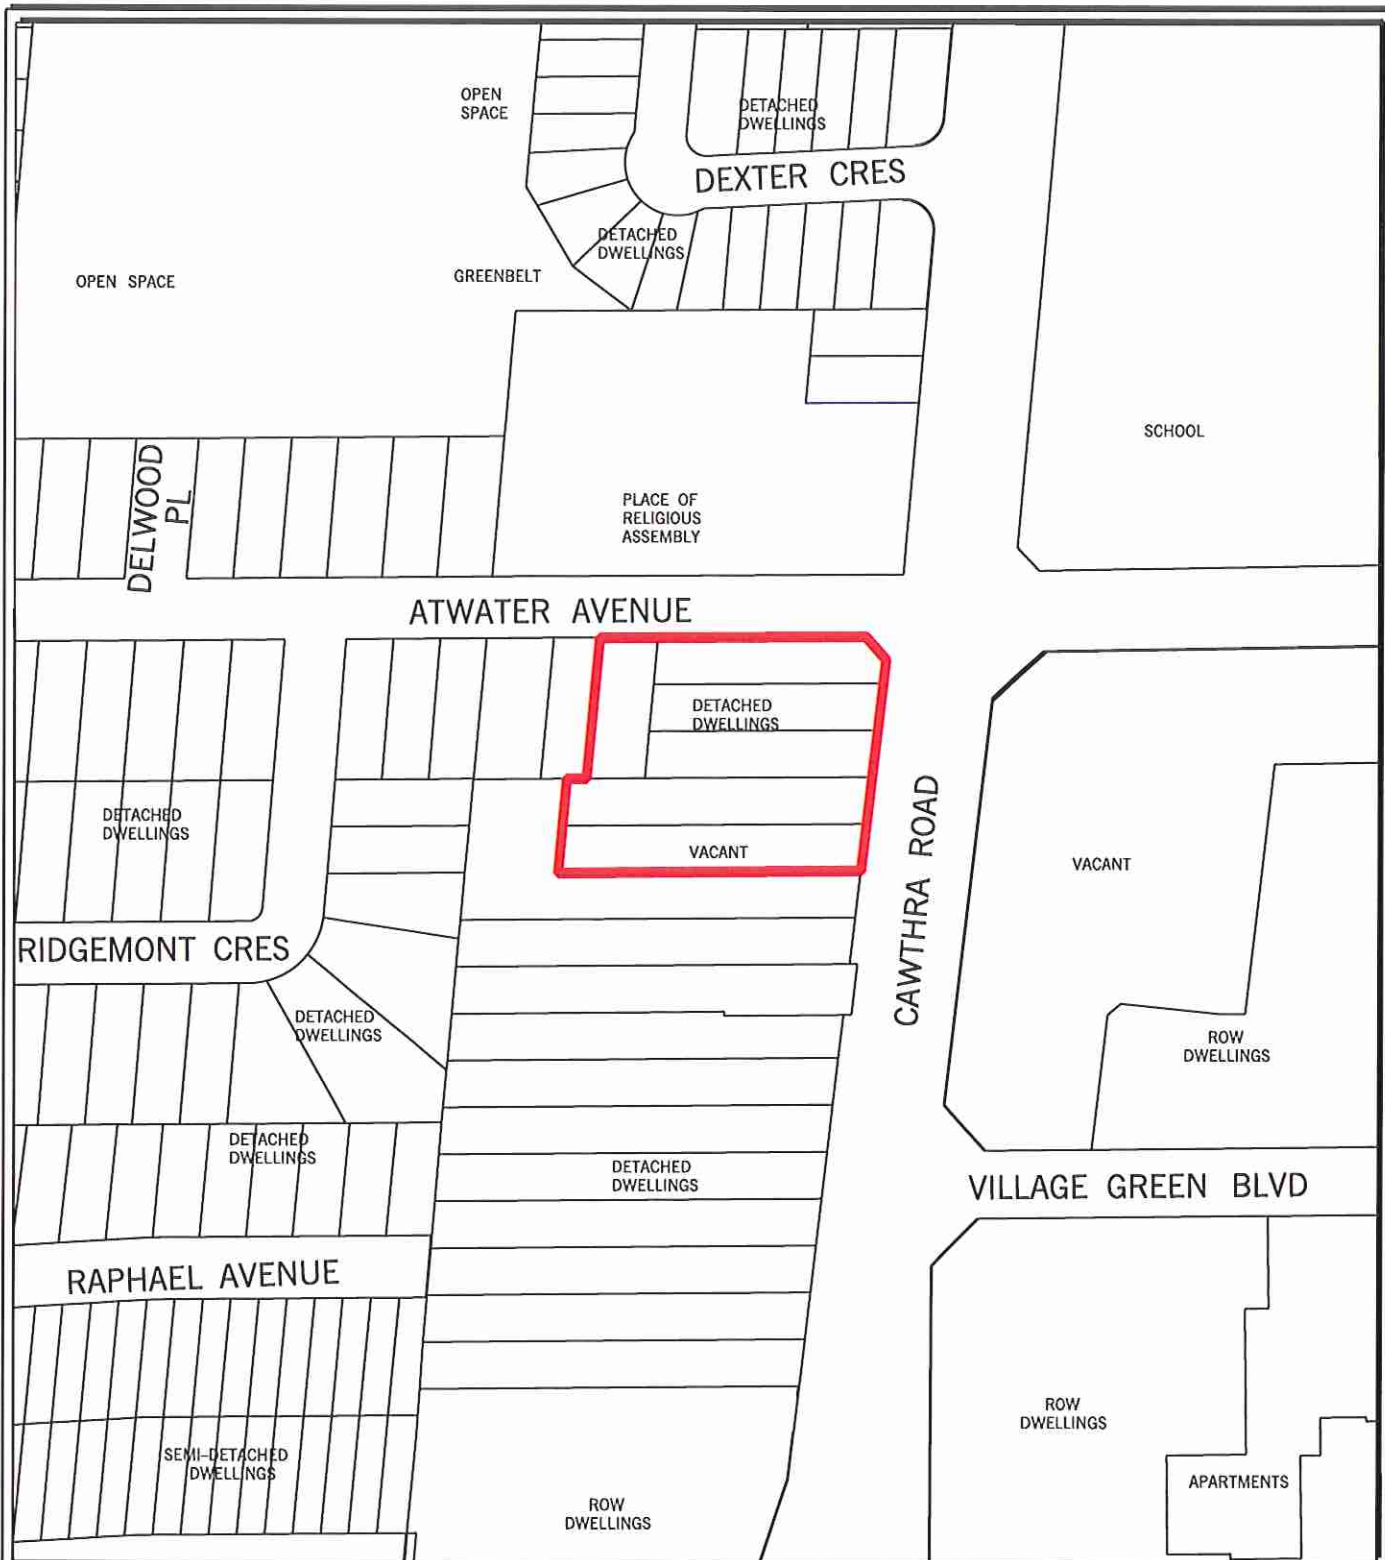 OPEN
SPACE
DETACHED
DWELLINGS
DEXTER CRES
DETACHED
DWELLINGS
OPEN SPACE
GREENBELT
SCHOOL
DELWOOD
PL
PLACE OF
RELIGIOUS
ASSEMBLY
ATWATER AVENUE
DETACHED
DWELLINGS
DETACHED
DWELLINGS
VACANT
CAWTHRA ROAD
VACANT
RIDGEMONT CRES
DETACHED
DWELLINGS
ROW
DWELLINGS
DETACHED
DWELLINGS
DETACHED
DWELLINGS
VILLAGE GREEN BLVD
RAPHAEL AVENUE
ROW
DWELLINGS
SEMI-DETACHED
DWELLINGS
APARTMENTS
ROW
DWELLINGS